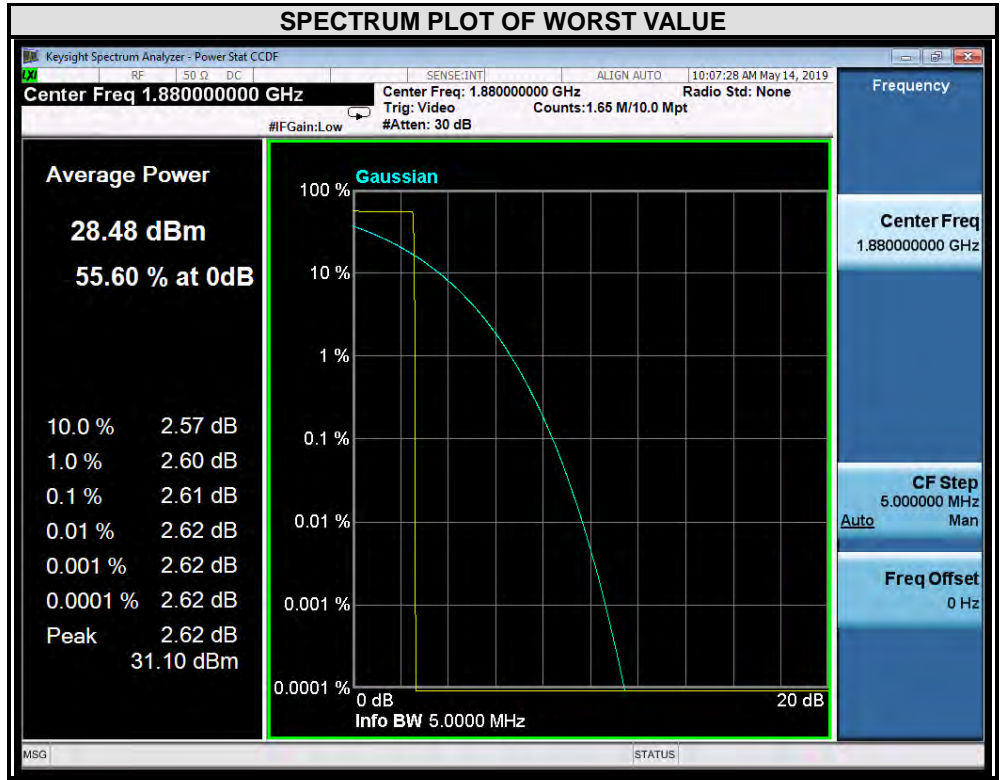 SPECTRUM PLOT OF WORST VALUE
Keysight Spectrum Analyzer - Power Stat CCDF
LXI RF 50 Ω DC SENSE:INT ALIGN AUTO 10:07:28 AM May 14, 2019
Center Freq 1.880000000 GHz
#IFGain:Low
Center Freq: 1.880000000 GHz Radio Std: None
Trig: Video Counts:1.65 M/10.0 Mpt
#Atten: 30 dB
Average Power
28.48 dBm
55.60 % at 0dB
10.0 % 2.57 dB
1.0 % 2.60 dB
0.1 % 2.61 dB
0.01 % 2.62 dB
0.001 % 2.62 dB
0.0001 % 2.62 dB
Peak 2.62 dB
31.10 dBm
Gaussian
100 %
10 %
1 %
0.1 %
0.01 %
0.001 %
0.0001 %
0 dB 20 dB
Info BW 5.0000 MHz
Frequency
Center Freq
1.880000000 GHz
CF Step
5.000000 MHz
Auto Man
Freq Offset
0 Hz
MSG STATUS